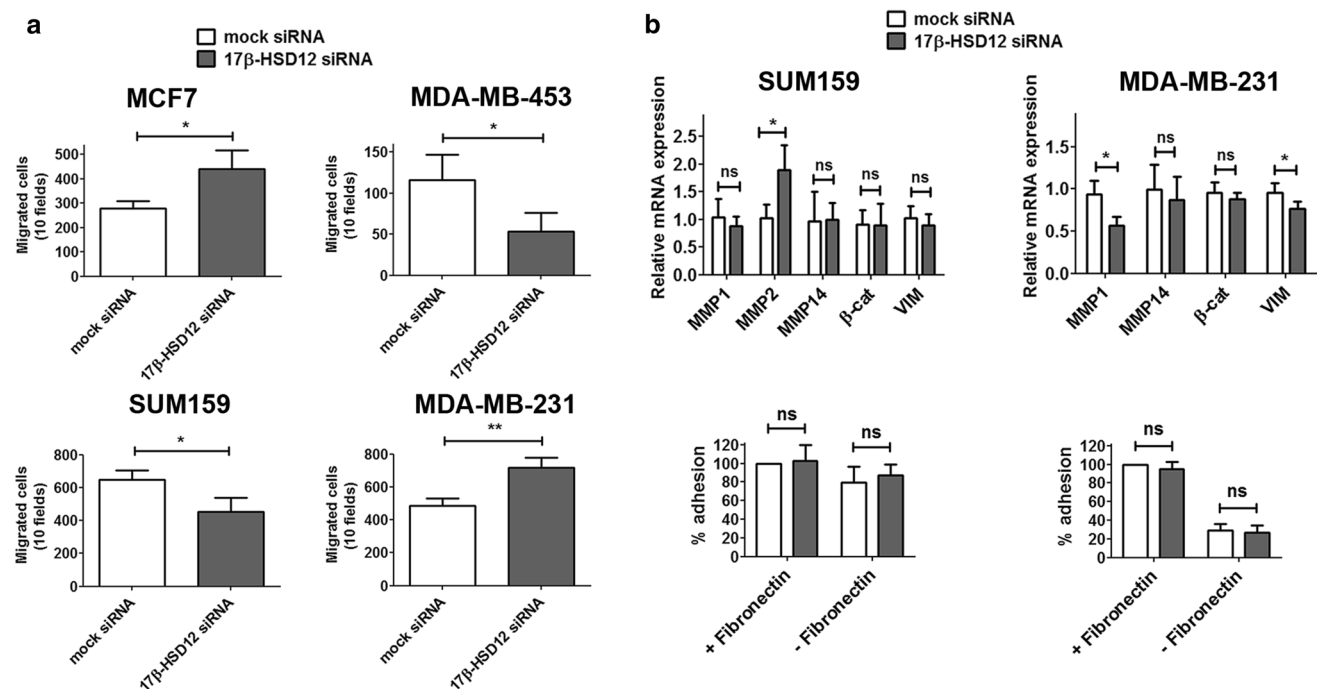 a
mock siRNA
17β-HSD12 siRNA
MCF7
*
Migrated cells
(10 fields)
500
400
300
200
100
0
mock siRNA
17β-HSD12 siRNA
MDA-MB-453
*
Migrated cells
(10 fields)
150
100
50
0
mock siRNA
17β-HSD12 siRNA
SUM159
*
Migrated cells
(10 fields)
800
600
400
200
0
mock siRNA
17β-HSD12 siRNA
MDA-MB-231
**
Migrated cells
(10 fields)
800
600
400
200
0
mock siRNA
17β-HSD12 siRNA
b
mock siRNA
17β-HSD12 siRNA
SUM159
Relative mRNA expression
2.5
2.0
1.5
1.0
0.5
0.0
ns
*
ns
ns
ns
MMP1
MMP2
MMP14
β-cat
VIM
MDA-MB-231
Relative mRNA expression
1.5
1.0
0.5
0.0
*
ns
ns
*
MMP1
MMP14
β-cat
VIM
% adhesion
120
100
80
60
40
20
0
ns
ns
+ Fibronectin
- Fibronectin
% adhesion
120
100
80
60
40
20
0
ns
ns
+ Fibronectin
- Fibronectin